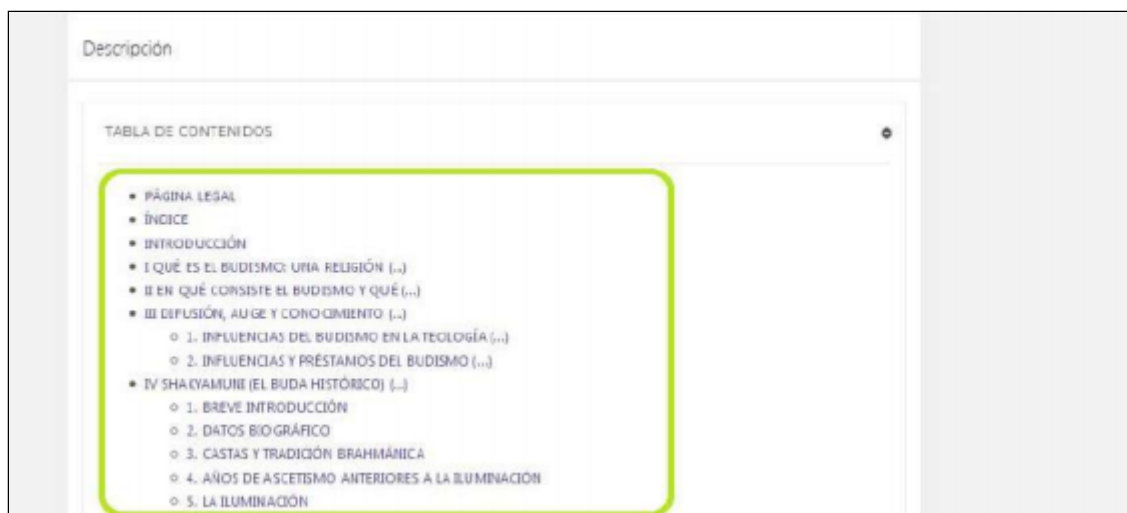 Descripción
TABLA DE CONTENIDOS
PÁGINA LEGAL
ÍNDICE
INTRODUCCIÓN
I QUÉ ES EL BUDISMO: UNA RELIGIÓN (...)
II EN QUÉ CONSISTE EL BUDISMO Y QUÉ (...)
III DIFUSIÓN, AUGE Y CONOCIMIENTO (...)
1. INFLUENCIAS DEL BUDISMO EN LA TEOLOGÍA (...)
2. INFLUENCIAS Y PRÉSTAMOS DEL BUDISMO (...)
IV SHAKYAMUNI (EL BUDA HISTÓRICO) (...)
1. BREVE INTRODUCCIÓN
2. DATOS BIOGRÁFICO
3. CASTAS Y TRADICIÓN BRAHMÁNICA
4. AÑOS DE ASCETISMO ANTERIORES A LA ILUMINACIÓN
5. LA ILUMINACIÓN